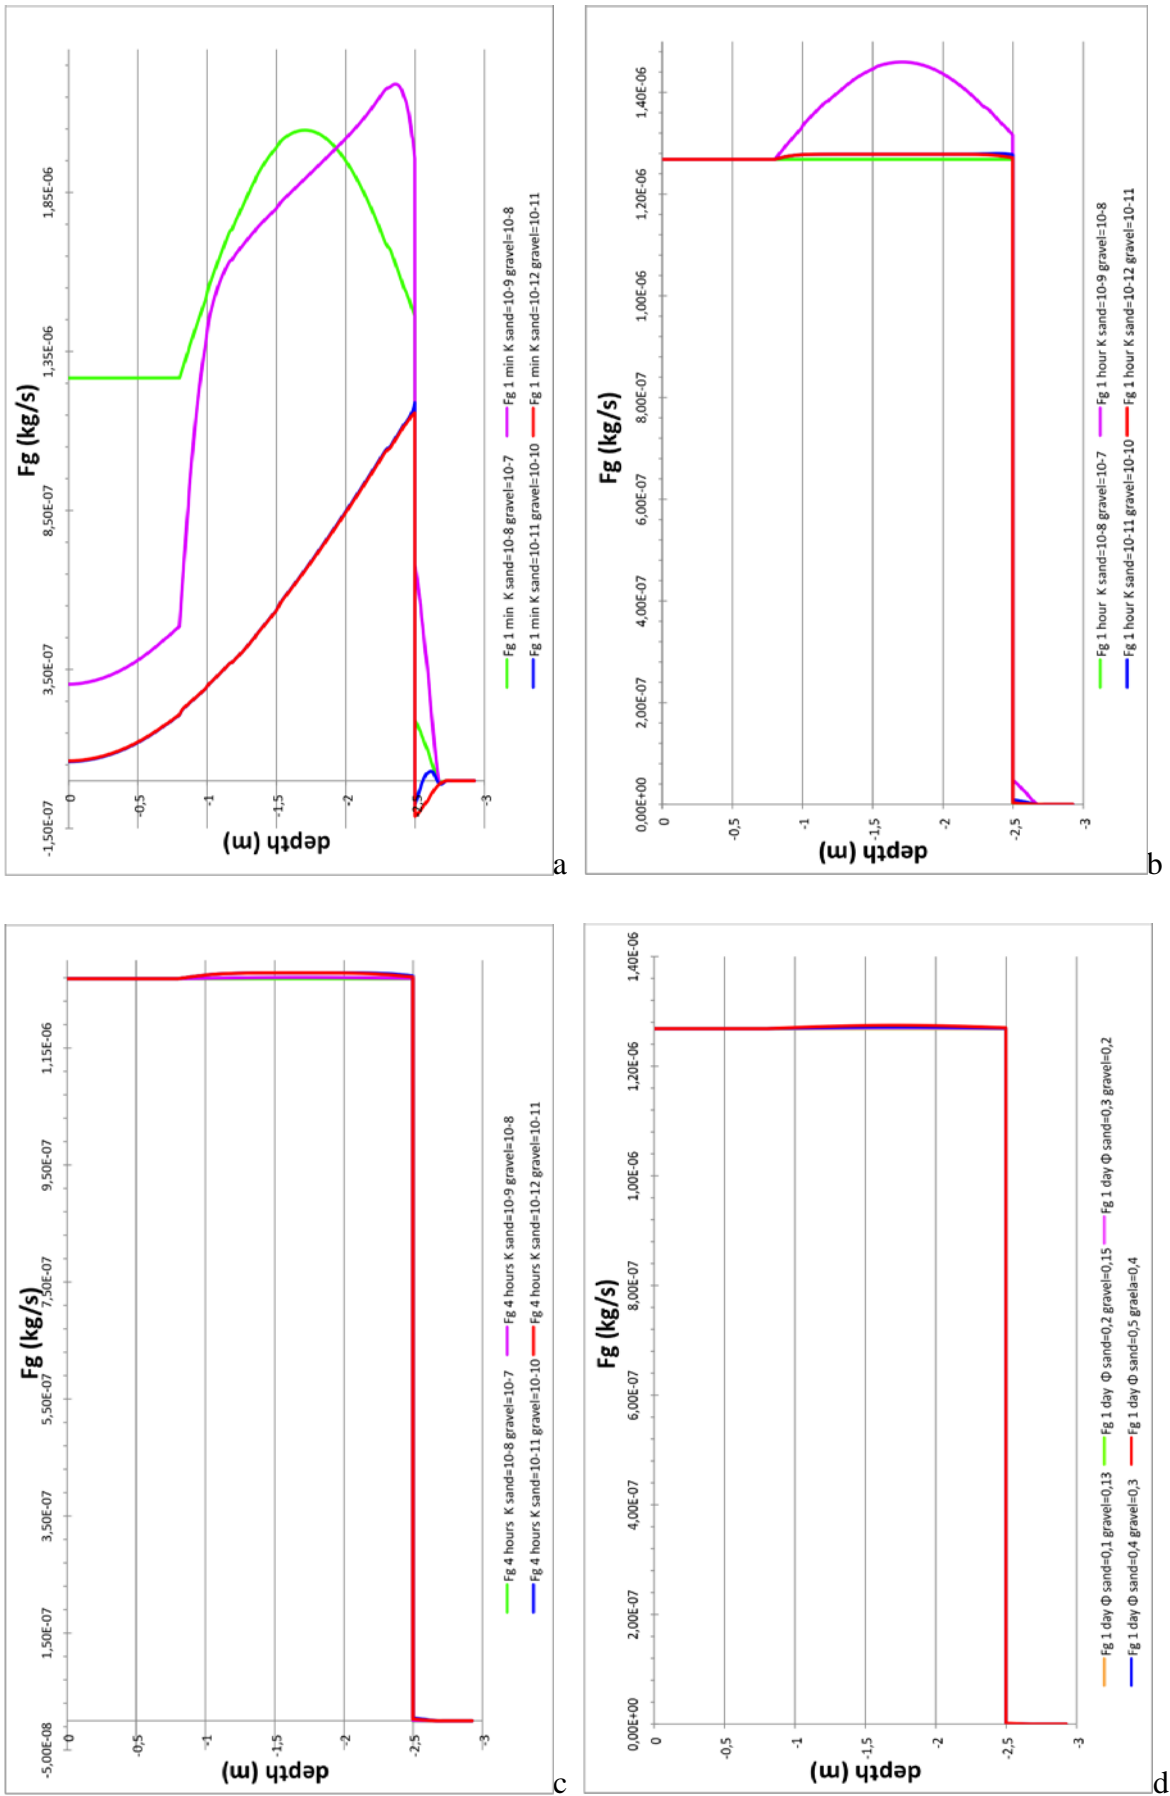 Fg (kg/s)
-1,50E-07
3,50E-07
8,50E-07
1,35E-06
1,85E-06
0
-0,5
-1
-1,5
-2
-2,5
-3
depth (m)
Fg 1 min K sand=10-8 gravel=10-7
Fg 1 min K sand=10-9 gravel=10-8
Fg 1 min K sand=10-11 gravel=10-10
Fg 1 min K sand=10-12 gravel=10-11
a
Fg (kg/s)
0,00E+00
2,00E-07
4,00E-07
6,00E-07
8,00E-07
1,00E-06
1,20E-06
1,40E-06
0
-0,5
-1
-1,5
-2
-2,5
-3
depth (m)
Fg 1 hour K sand=10-8 gravel=10-7
Fg 1 hour K sand=10-9 gravel=10-8
Fg 1 hour K sand=10-11 gravel=10-10
Fg 1 hour K sand=10-12 gravel=10-11
b
Fg (kg/s)
-5,00E-08
1,50E-07
3,50E-07
5,50E-07
7,50E-07
9,50E-07
1,15E-06
0
-0,5
-1
-1,5
-2
-2,5
-3
depth (m)
Fg 4 hours K sand=10-8 gravel=10-7
Fg 4 hours K sand=10-9 gravel=10-8
Fg 4 hours K sand=10-11 gravel=10-10
Fg 4 hours K sand=10-12 gravel=10-11
c
Fg (kg/s)
0,00E+00
2,00E-07
4,00E-07
6,00E-07
8,00E-07
1,00E-06
1,20E-06
1,40E-06
0
-0,5
-1
-1,5
-2
-2,5
-3
depth (m)
Fg 1 day Φ sand=0,1 gravel=0,13
Fg 1 day Φ sand=0,2 gravel=0,15
Fg 1 day Φ sand=0,3 gravel=0,2
Fg 1 day Φ sand=0,4 gravel=0,3
Fg 1 day Φ sand=0,5 graela=0,4
d